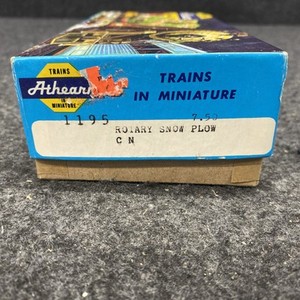 TRAINS
Athearn
IN
MINIATURE
TRAINS
IN MINIATURE
1195 7.50
ROTARY SNOW PLOW
C N